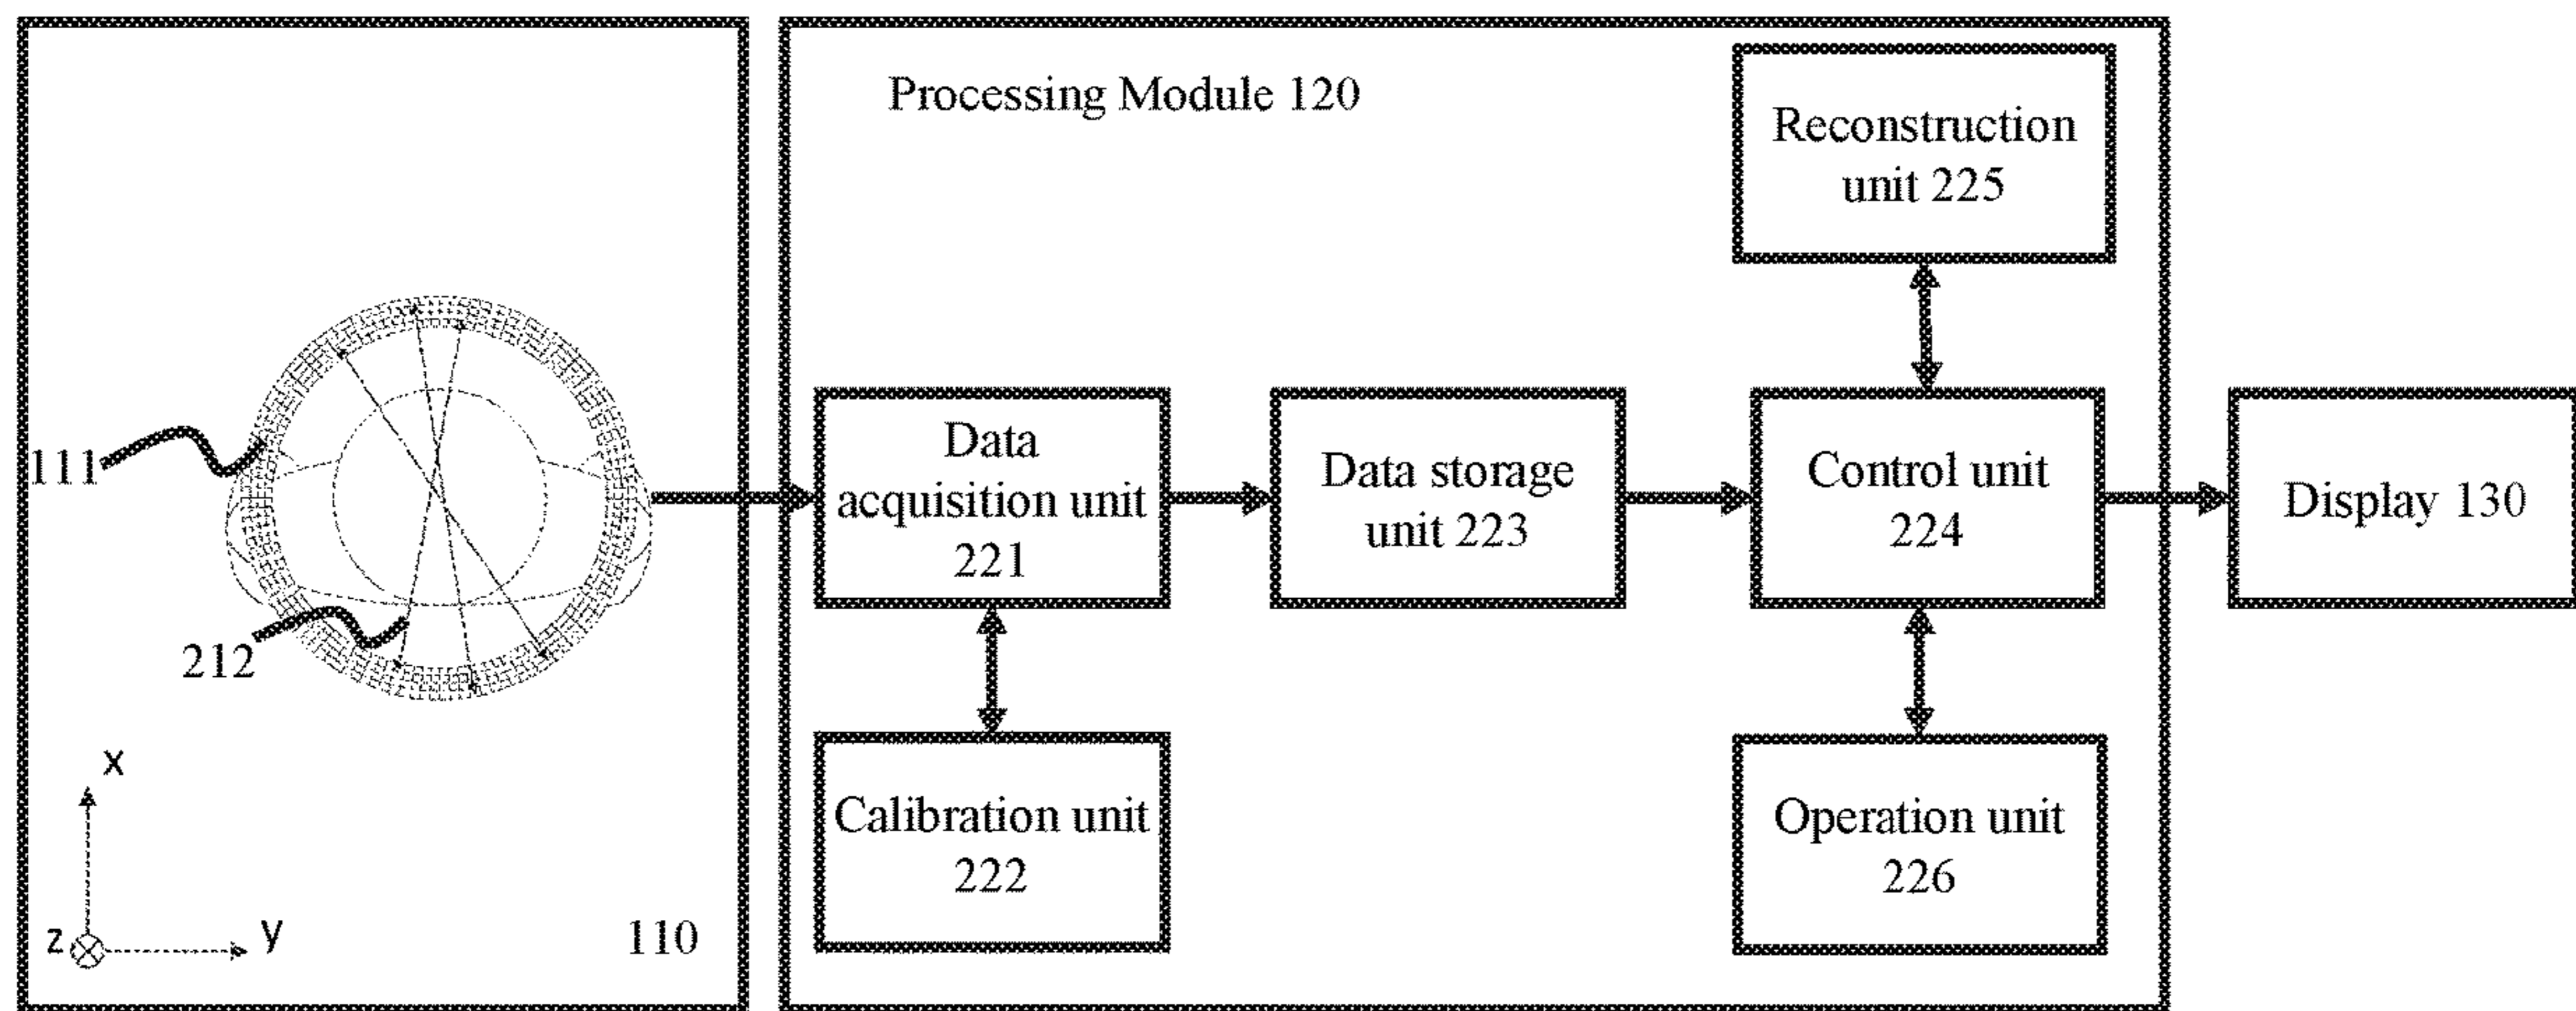 111
212
x
z
y
110
Processing Module 120
Reconstruction
unit 225
Data
acquisition unit
221
Data storage
unit 223
Control unit
224
Display 130
Calibration unit
222
Operation unit
226